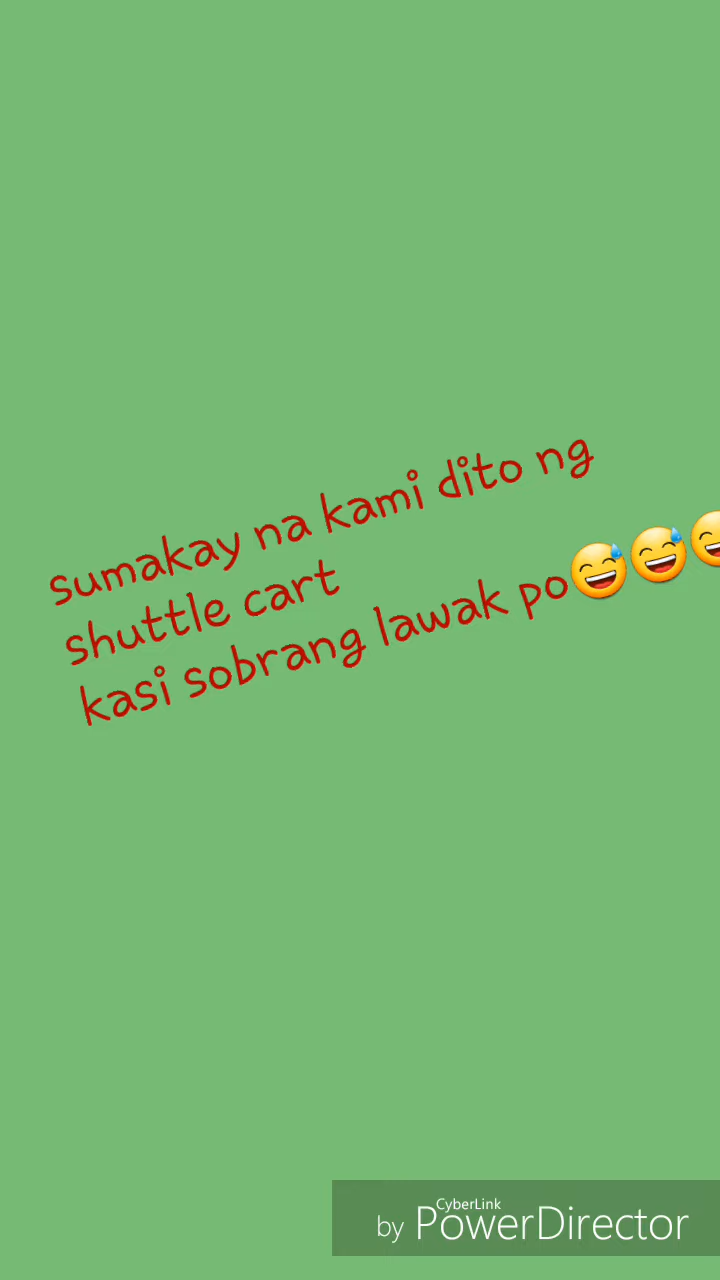 sumakay na kami dito ng
shuttle cart
kasi sobrang lawak po😅😅😅
CyberLink
by PowerDirector